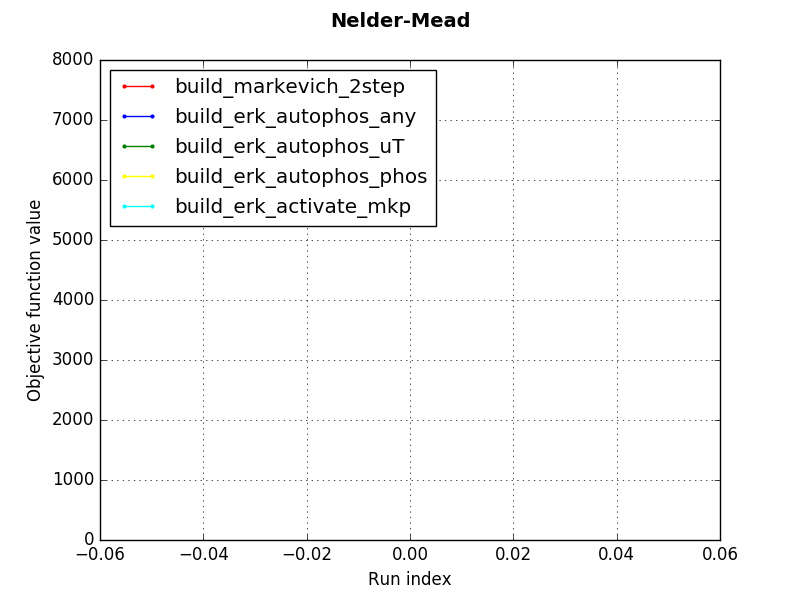 Nelder-Mead
8000
7000
6000
5000
4000
3000
2000
1000
0
Objective function value
build_markevich_2step
build_erk_autophos_any
build_erk_autophos_uT
build_erk_autophos_phos
build_erk_activate_mkp
−0.06 −0.04 −0.02 0.00 0.02 0.04 0.06
Run index